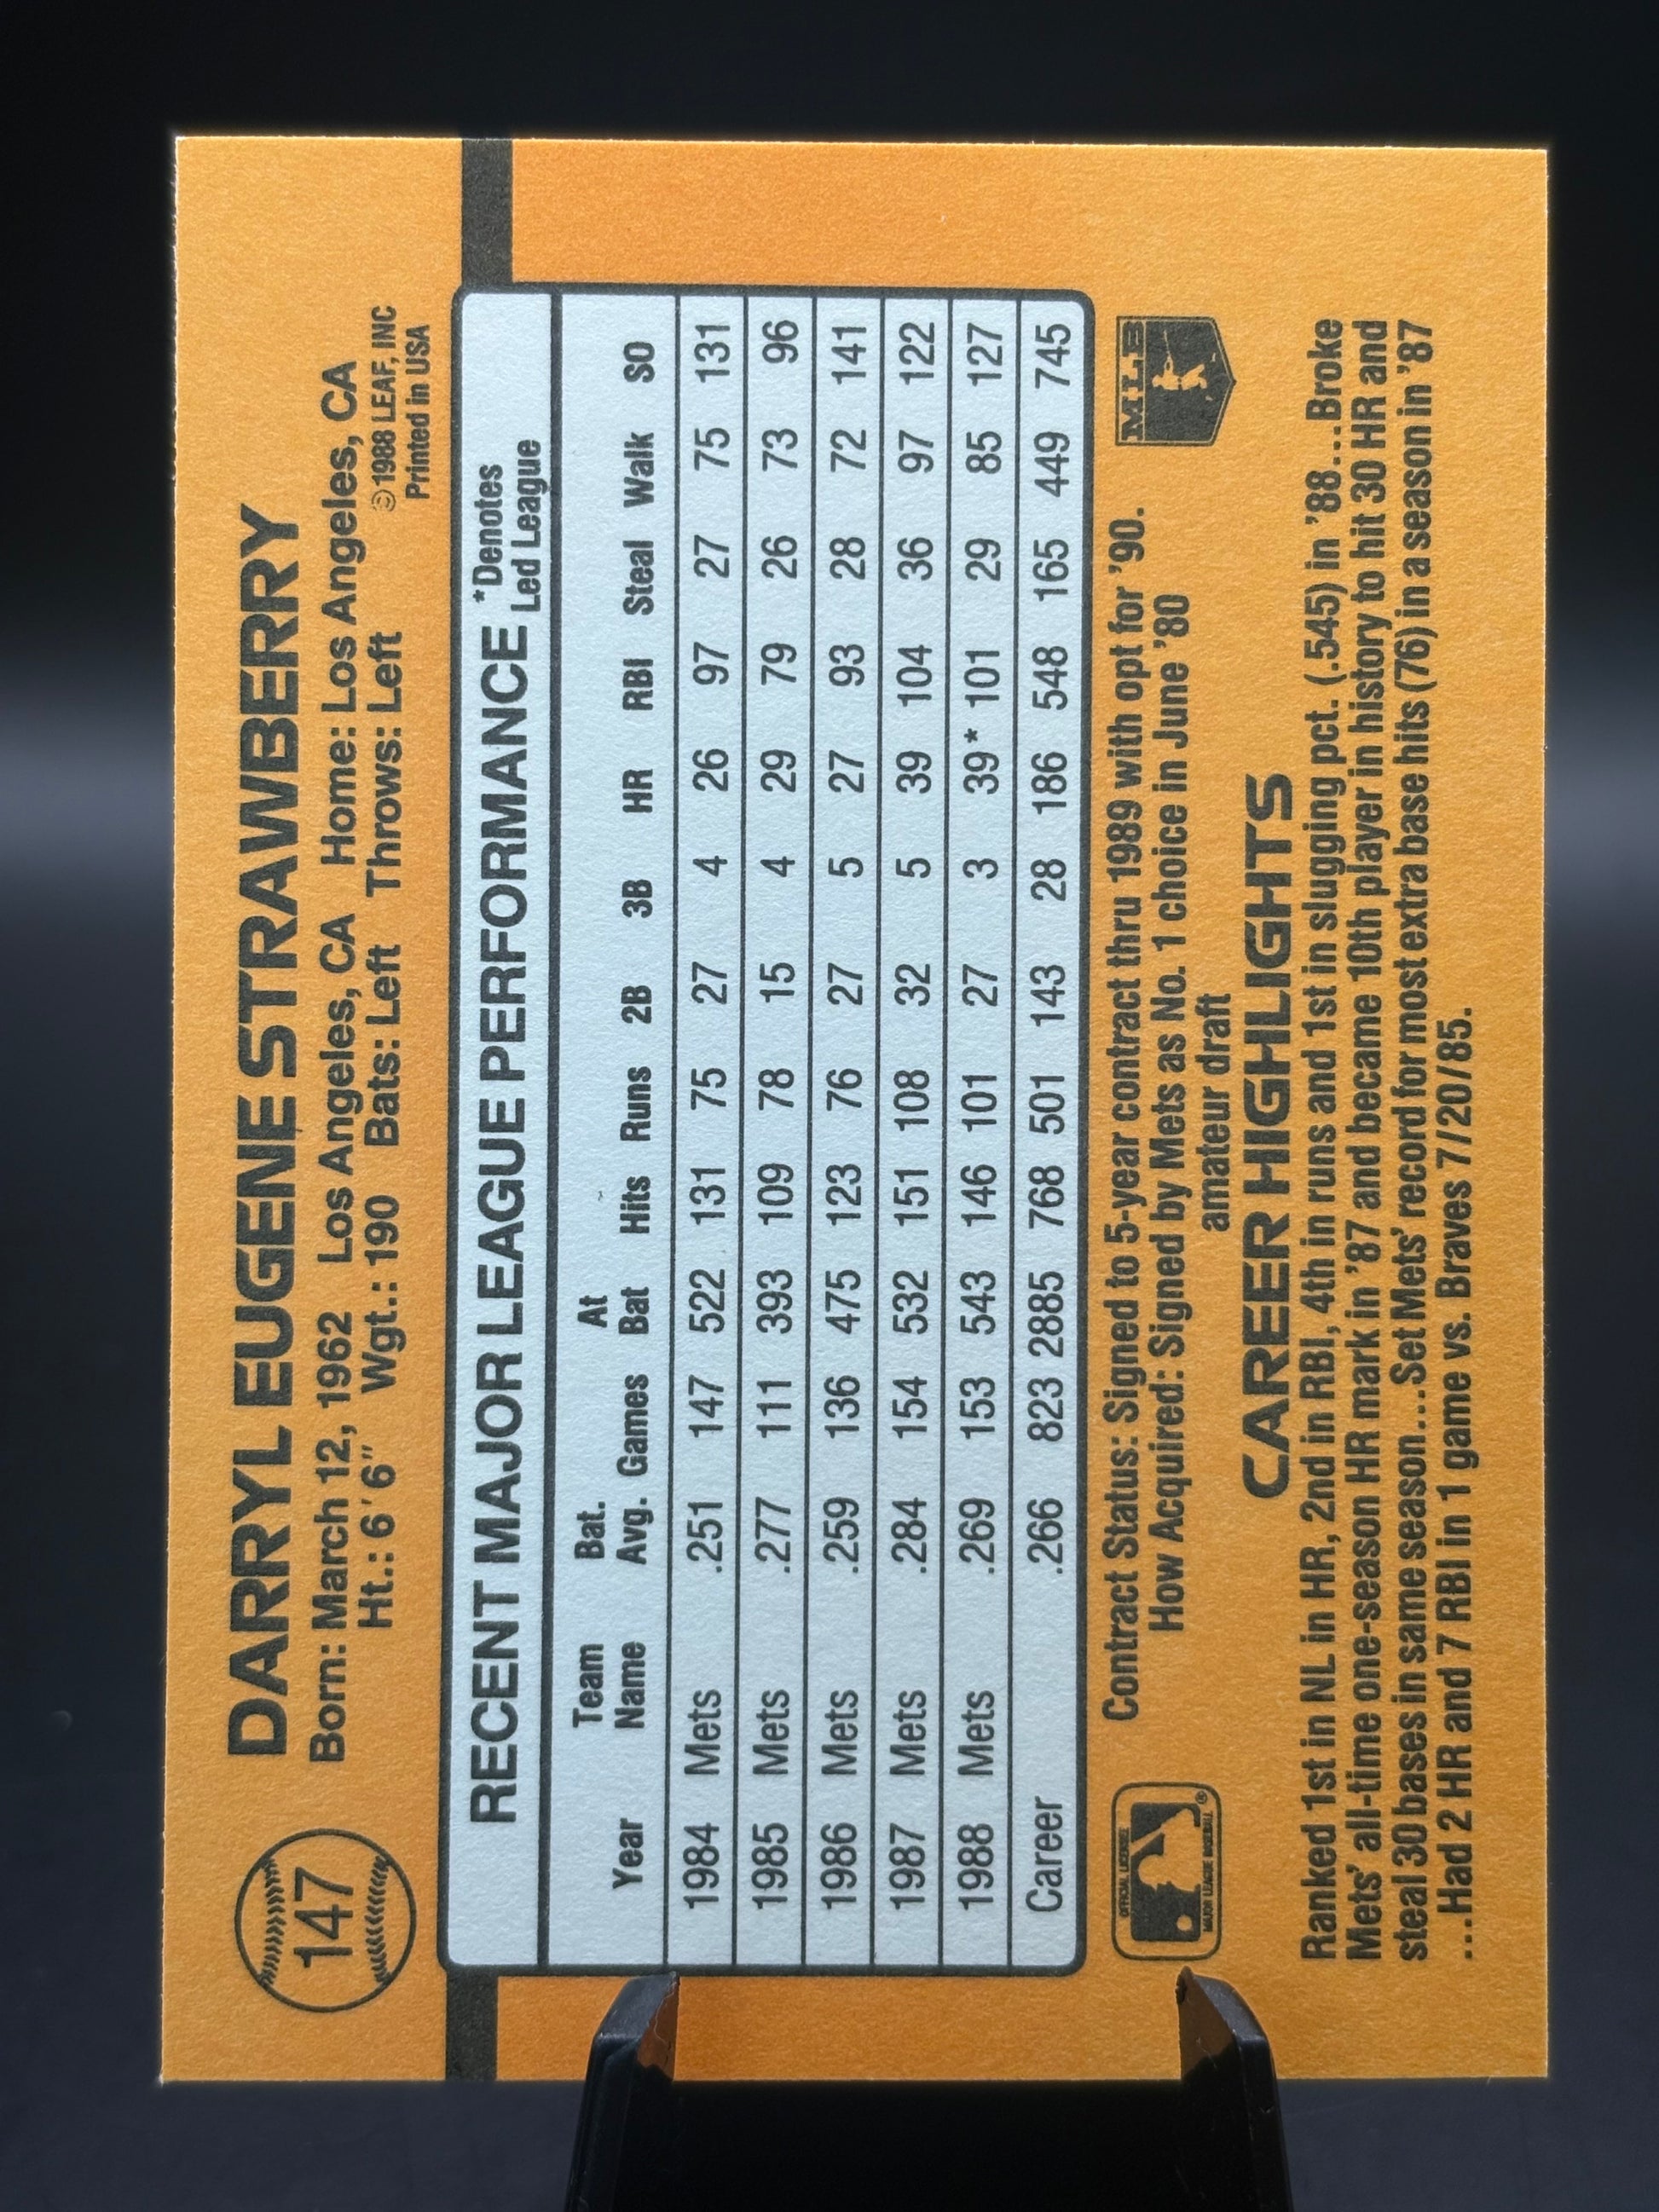 147
DARRYL EUGENE STRAWBERRY
Born: March 12, 1962 Los Angeles, CA Home: Los Angeles, CA
Ht.: 6′6″ Wgt.: 190 Bats: Left Throws: Left
©1988 LEAF, INC
Printed in USA
RECENT MAJOR LEAGUE PERFORMANCE *Denotes
Led League
Year Team Name Bat. Avg. Games At Bat Hits Runs 2B 3B HR RBI Steal Walk SO
1984 Mets .251 147 522 131 75 27 4 26 97 27 75 131
1985 Mets .277 111 393 109 78 15 4 29 79 26 73 96
1986 Mets .259 136 475 123 76 27 5 27 93 28 72 141
1987 Mets .284 154 532 151 108 32 5 39 104 36 97 122
1988 Mets .269 153 543 146 101 27 3 39* 101 29 85 127
Career .266 823 2885 768 501 143 28 186 548 165 449 745
OFFICIAL LICENSEE
MAJOR LEAGUE BASEBALL
®
Contract Status: Signed to 5-year contract thru 1989 with opt for '90.
How Acquired: Signed by Mets as No. 1 choice in June '80
amateur draft
MLB
CAREER HIGHLIGHTS
Ranked 1st in NL in HR, 2nd in RBI, 4th in runs and 1st in slugging pct. (.545) in '88...Broke
Mets' all-time one-season HR mark in '87 and became 10th player in history to hit 30 HR and
steal 30 bases in same season...Set Mets' record for most extra base hits (76) in a season in '87
...Had 2 HR and 7 RBI in 1 game vs. Braves 7/20/85.